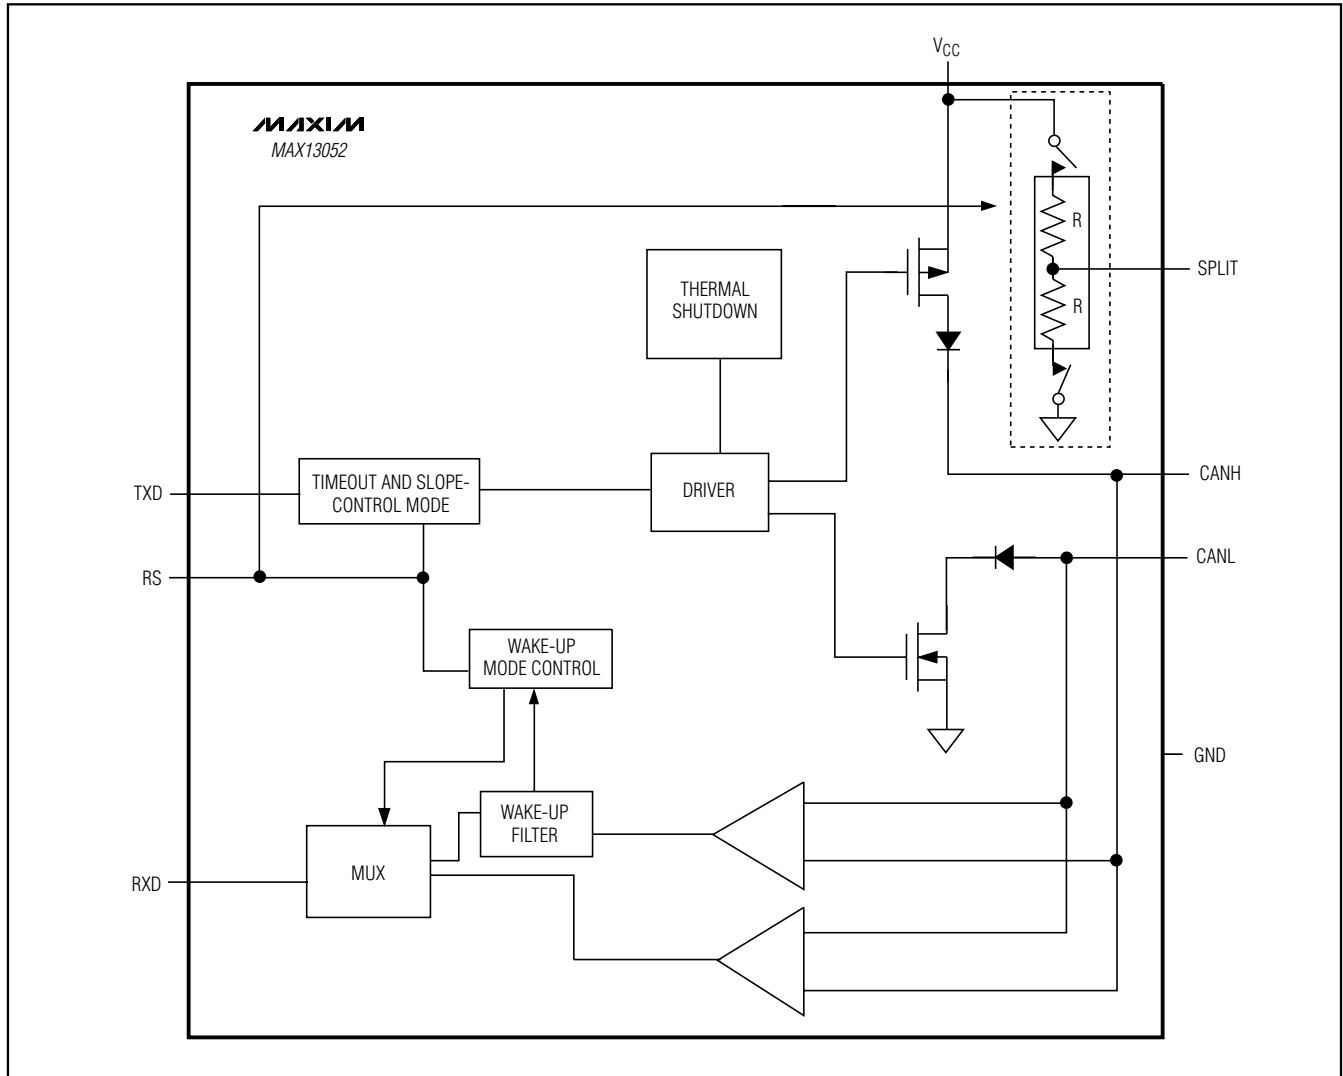 VCC
MAXIM
MAX13052
R
SPLIT
THERMAL
SHUTDOWN
R
TIMEOUT AND SLOPE-
CONTROL MODE
TXD
DRIVER
CANH
RS
CANL
WAKE-UP
MODE CONTROL
GND
WAKE-UP
FILTER
MUX
RXD